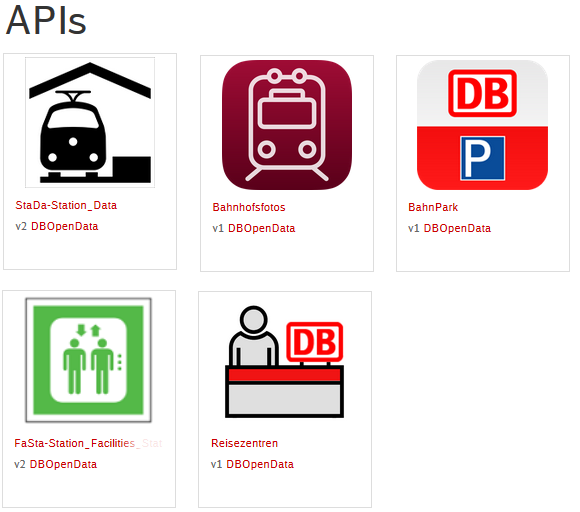 APIs
DB
P
StaDa-Station_Data
Bahnhofsfotos
BahnPark
v2 DBOpenData
v1 DBOpenData
v1 DBOpenData
DB
FaSta-Station_Facilities_Stat
Reisezentren
v2 DBOpenData
v1 DBOpenData